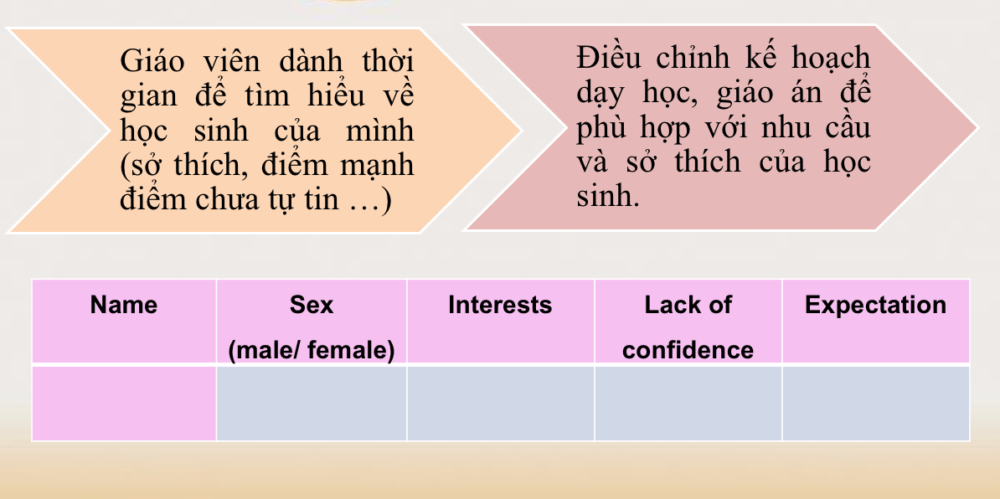 Giáo viên dành thời
gian để tìm hiểu về
học sinh của mình
(sở thích, điểm mạnh
điểm chưa tự tin …)
Điều chỉnh kế hoạch
dạy học, giáo án để
phù hợp với nhu cầu
và sở thích của học
sinh.
Name
Sex
(male/ female)
Interests
Lack of
confidence
Expectation